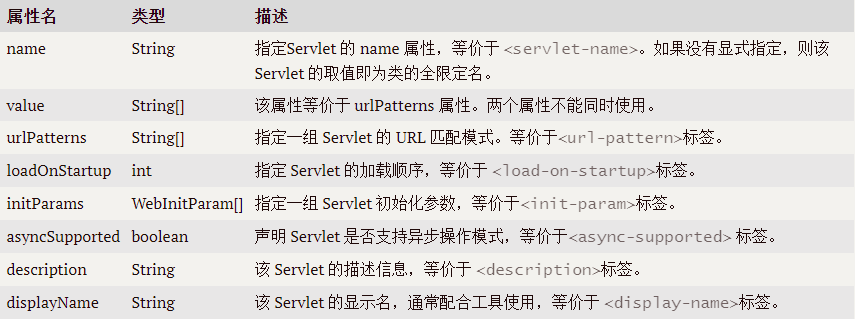 属性名 类型 描述
name String 指定Servlet 的 name 属性，等价于 <servlet-name>。如果没有显式指定，则该
Servlet 的取值即为类的全限定名。
value String[] 该属性等价于 urlPatterns 属性。两个属性不能同时使用。
urlPatterns String[] 指定一组 Servlet 的 URL 匹配模式。等价于<url-pattern>标签。
loadOnStartup int 指定 Servlet 的加载顺序，等价于 <load-on-startup>标签。
initParams WebInitParam[] 指定一组 Servlet 初始化参数，等价于<init-param>标签。
asyncSupported boolean 声明 Servlet 是否支持异步操作模式，等价于<async-supported> 标签。
description String 该 Servlet 的描述信息，等价于 <description>标签。
displayName String 该 Servlet 的显示名，通常配合工具使用，等价于 <display-name>标签。